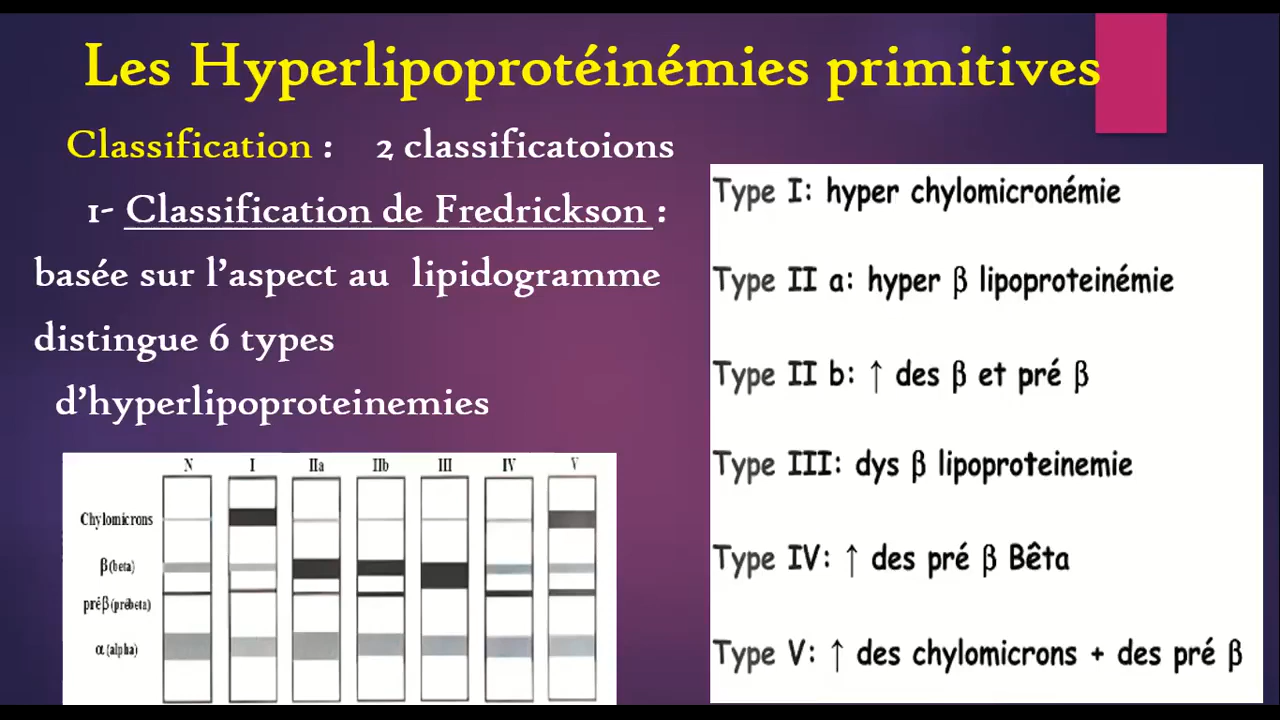 Les Hyperlipoprotéinémies primitives
Classification : 2 classificatoions
1- Classification de Fredrickson :
basée sur l'aspect au lipidogramme
distingue 6 types
d'hyperlipoproteinemies
N I IIa IIb III IV V
Chylomicrons
β (beta)
préβ (prébeta)
α (alpha)
Type I: hyper chylomicronémie
Type II a: hyper β lipoproteinémie
Type II b: ↑ des β et pré β
Type III: dys β lipoproteinemie
Type IV: ↑ des pré β Bêta
Type V: ↑ des chylomicrons + des pré β